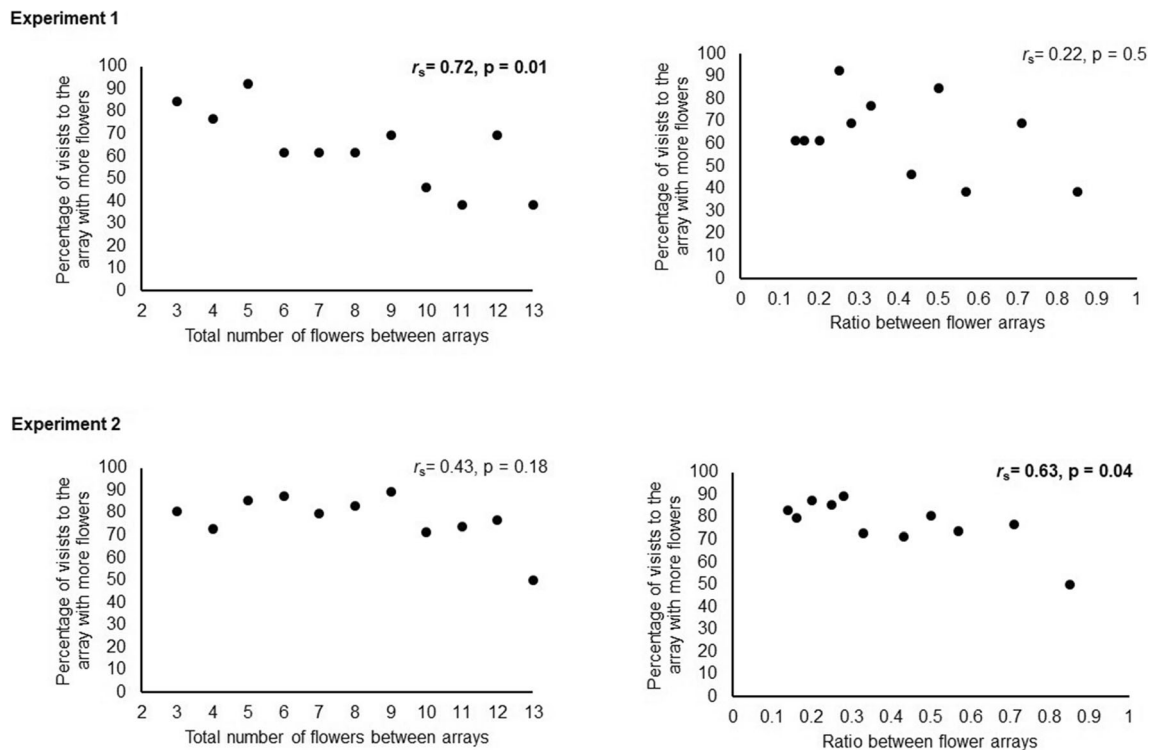 Experiment 1
Percentage of visists to the
array with more flowers
100
90
80
70
60
50
40
30
20
10
0
rs= 0.72, p = 0.01
2 3 4 5 6 7 8 9 10 11 12 13
Total number of flowers between arrays
Percentage of visists to the
array with more flowers
100
90
80
70
60
50
40
30
20
10
0
rs= 0.22, p = 0.5
0 0.1 0.2 0.3 0.4 0.5 0.6 0.7 0.8 0.9 1
Ratio between flower arrays
Experiment 2
Percentage of visists to the
array with more flowers
100
90
80
70
60
50
40
30
20
10
0
rs= 0.43, p = 0.18
2 3 4 5 6 7 8 9 10 11 12 13
Total number of flowers between arrays
Percentage of visists to the
array with more flowers
100
90
80
70
60
50
40
30
20
10
0
rs= 0.63, p = 0.04
0 0.1 0.2 0.3 0.4 0.5 0.6 0.7 0.8 0.9 1
Ratio between flower arrays